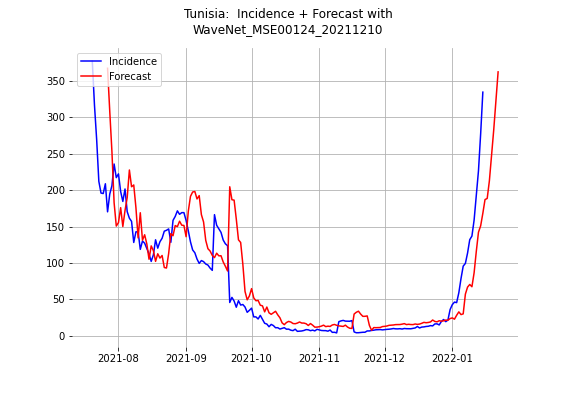 Tunisia:  Incidence + Forecast with
WaveNet_MSE00124_20211210
Incidence
Forecast
350
300
250
200
150
100
50
0
2021-08 2021-09 2021-10 2021-11 2021-12 2022-01